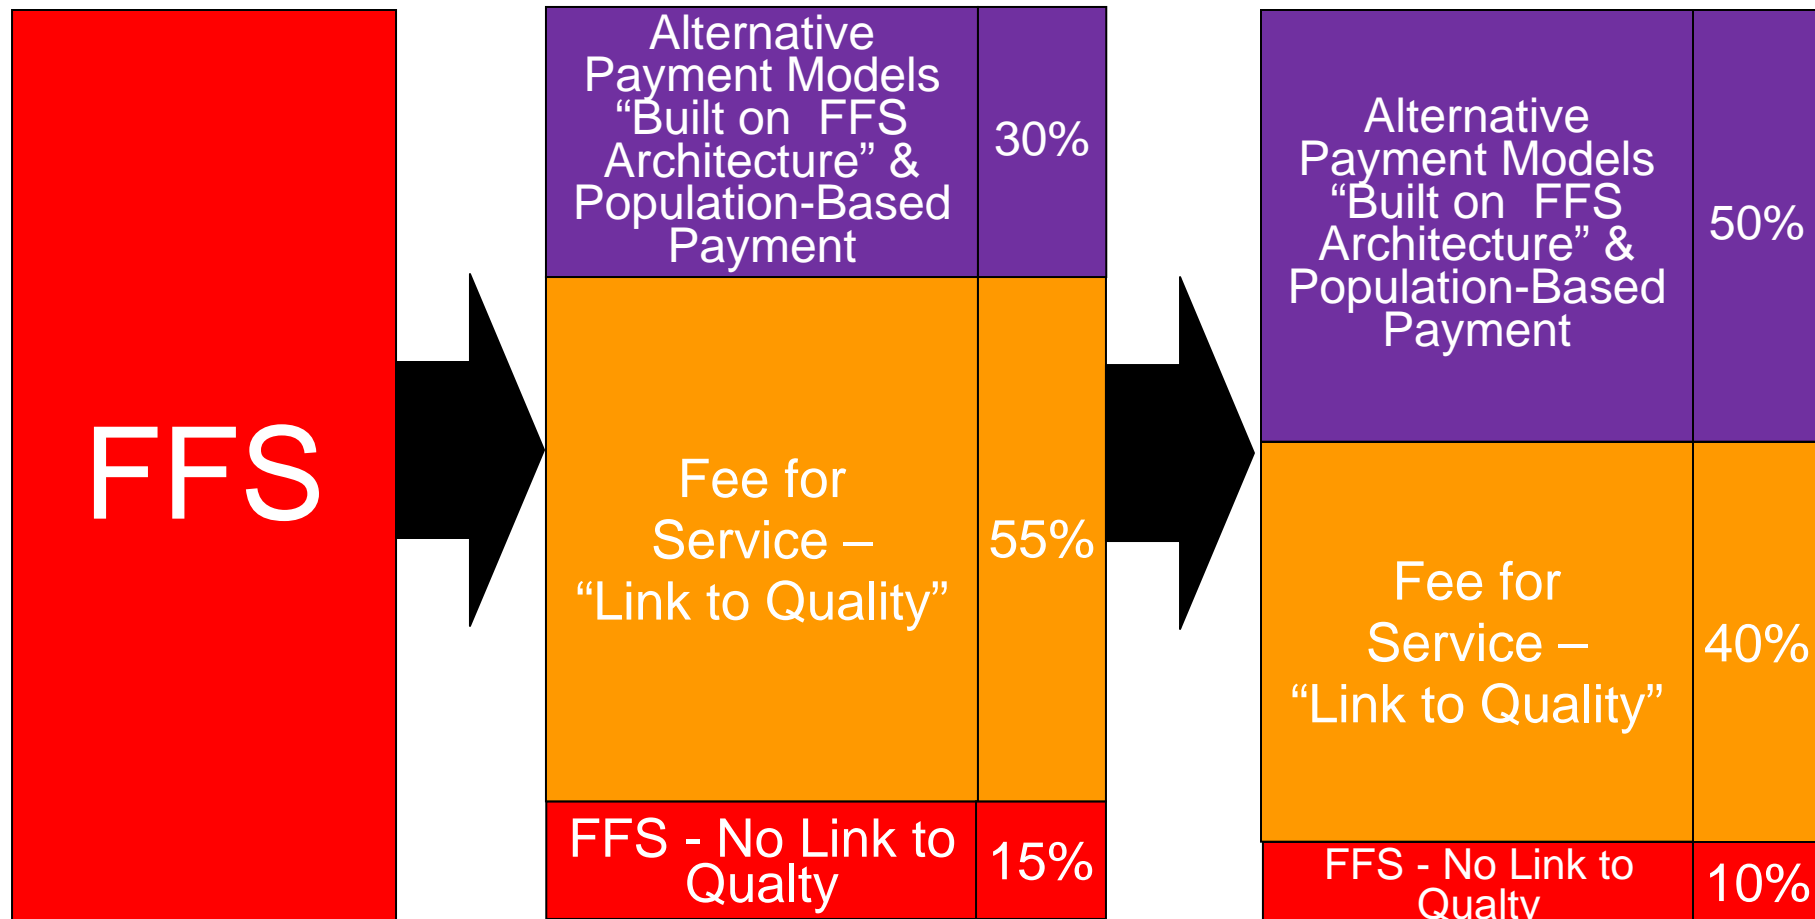 FFS
Alternative
Payment Models
“Built on  FFS
Architecture” &
Population-Based
Payment
30%
Fee for
Service –
“Link to Quality”
55%
FFS - No Link to
Qualty
15%
Alternative
Payment Models
“Built on  FFS
Architecture” &
Population-Based
Payment
50%
Fee for
Service –
“Link to Quality”
40%
FFS - No Link to
Qualty
10%